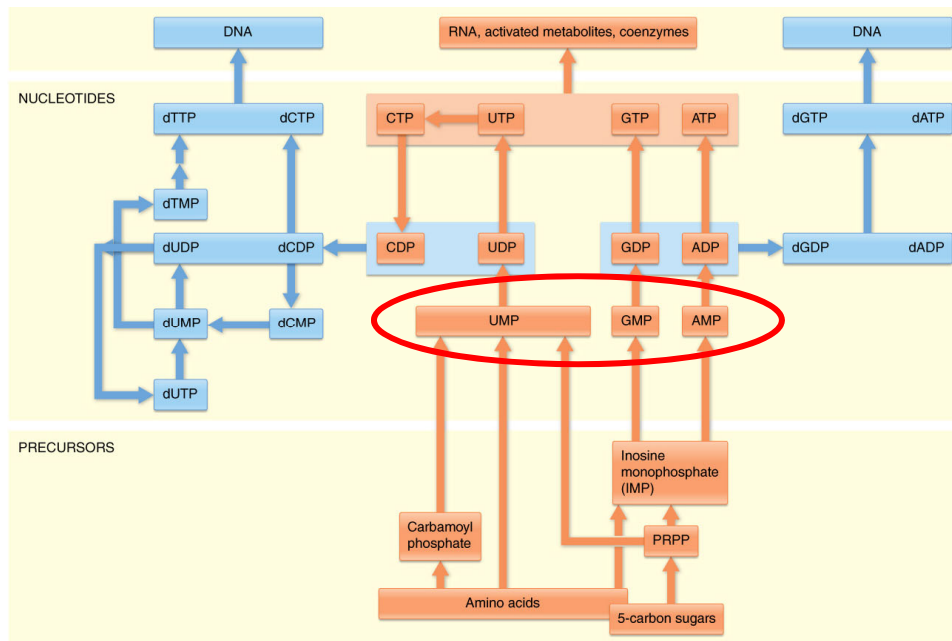 DNA
RNA, activated metabolites, coenzymes
DNA
NUCLEOTIDES
dTTP dCTP
CTP
UTP
GTP
ATP
dGTP dATP
dTMP
dUDP dCDP
CDP
UDP
GDP
ADP
dGDP dADP
dUMP
dCMP
UMP
GMP
AMP
dUTP
PRECURSORS
Inosine
monophosphate
(IMP)
Carbamoyl
phosphate
PRPP
Amino acids
5-carbon sugars